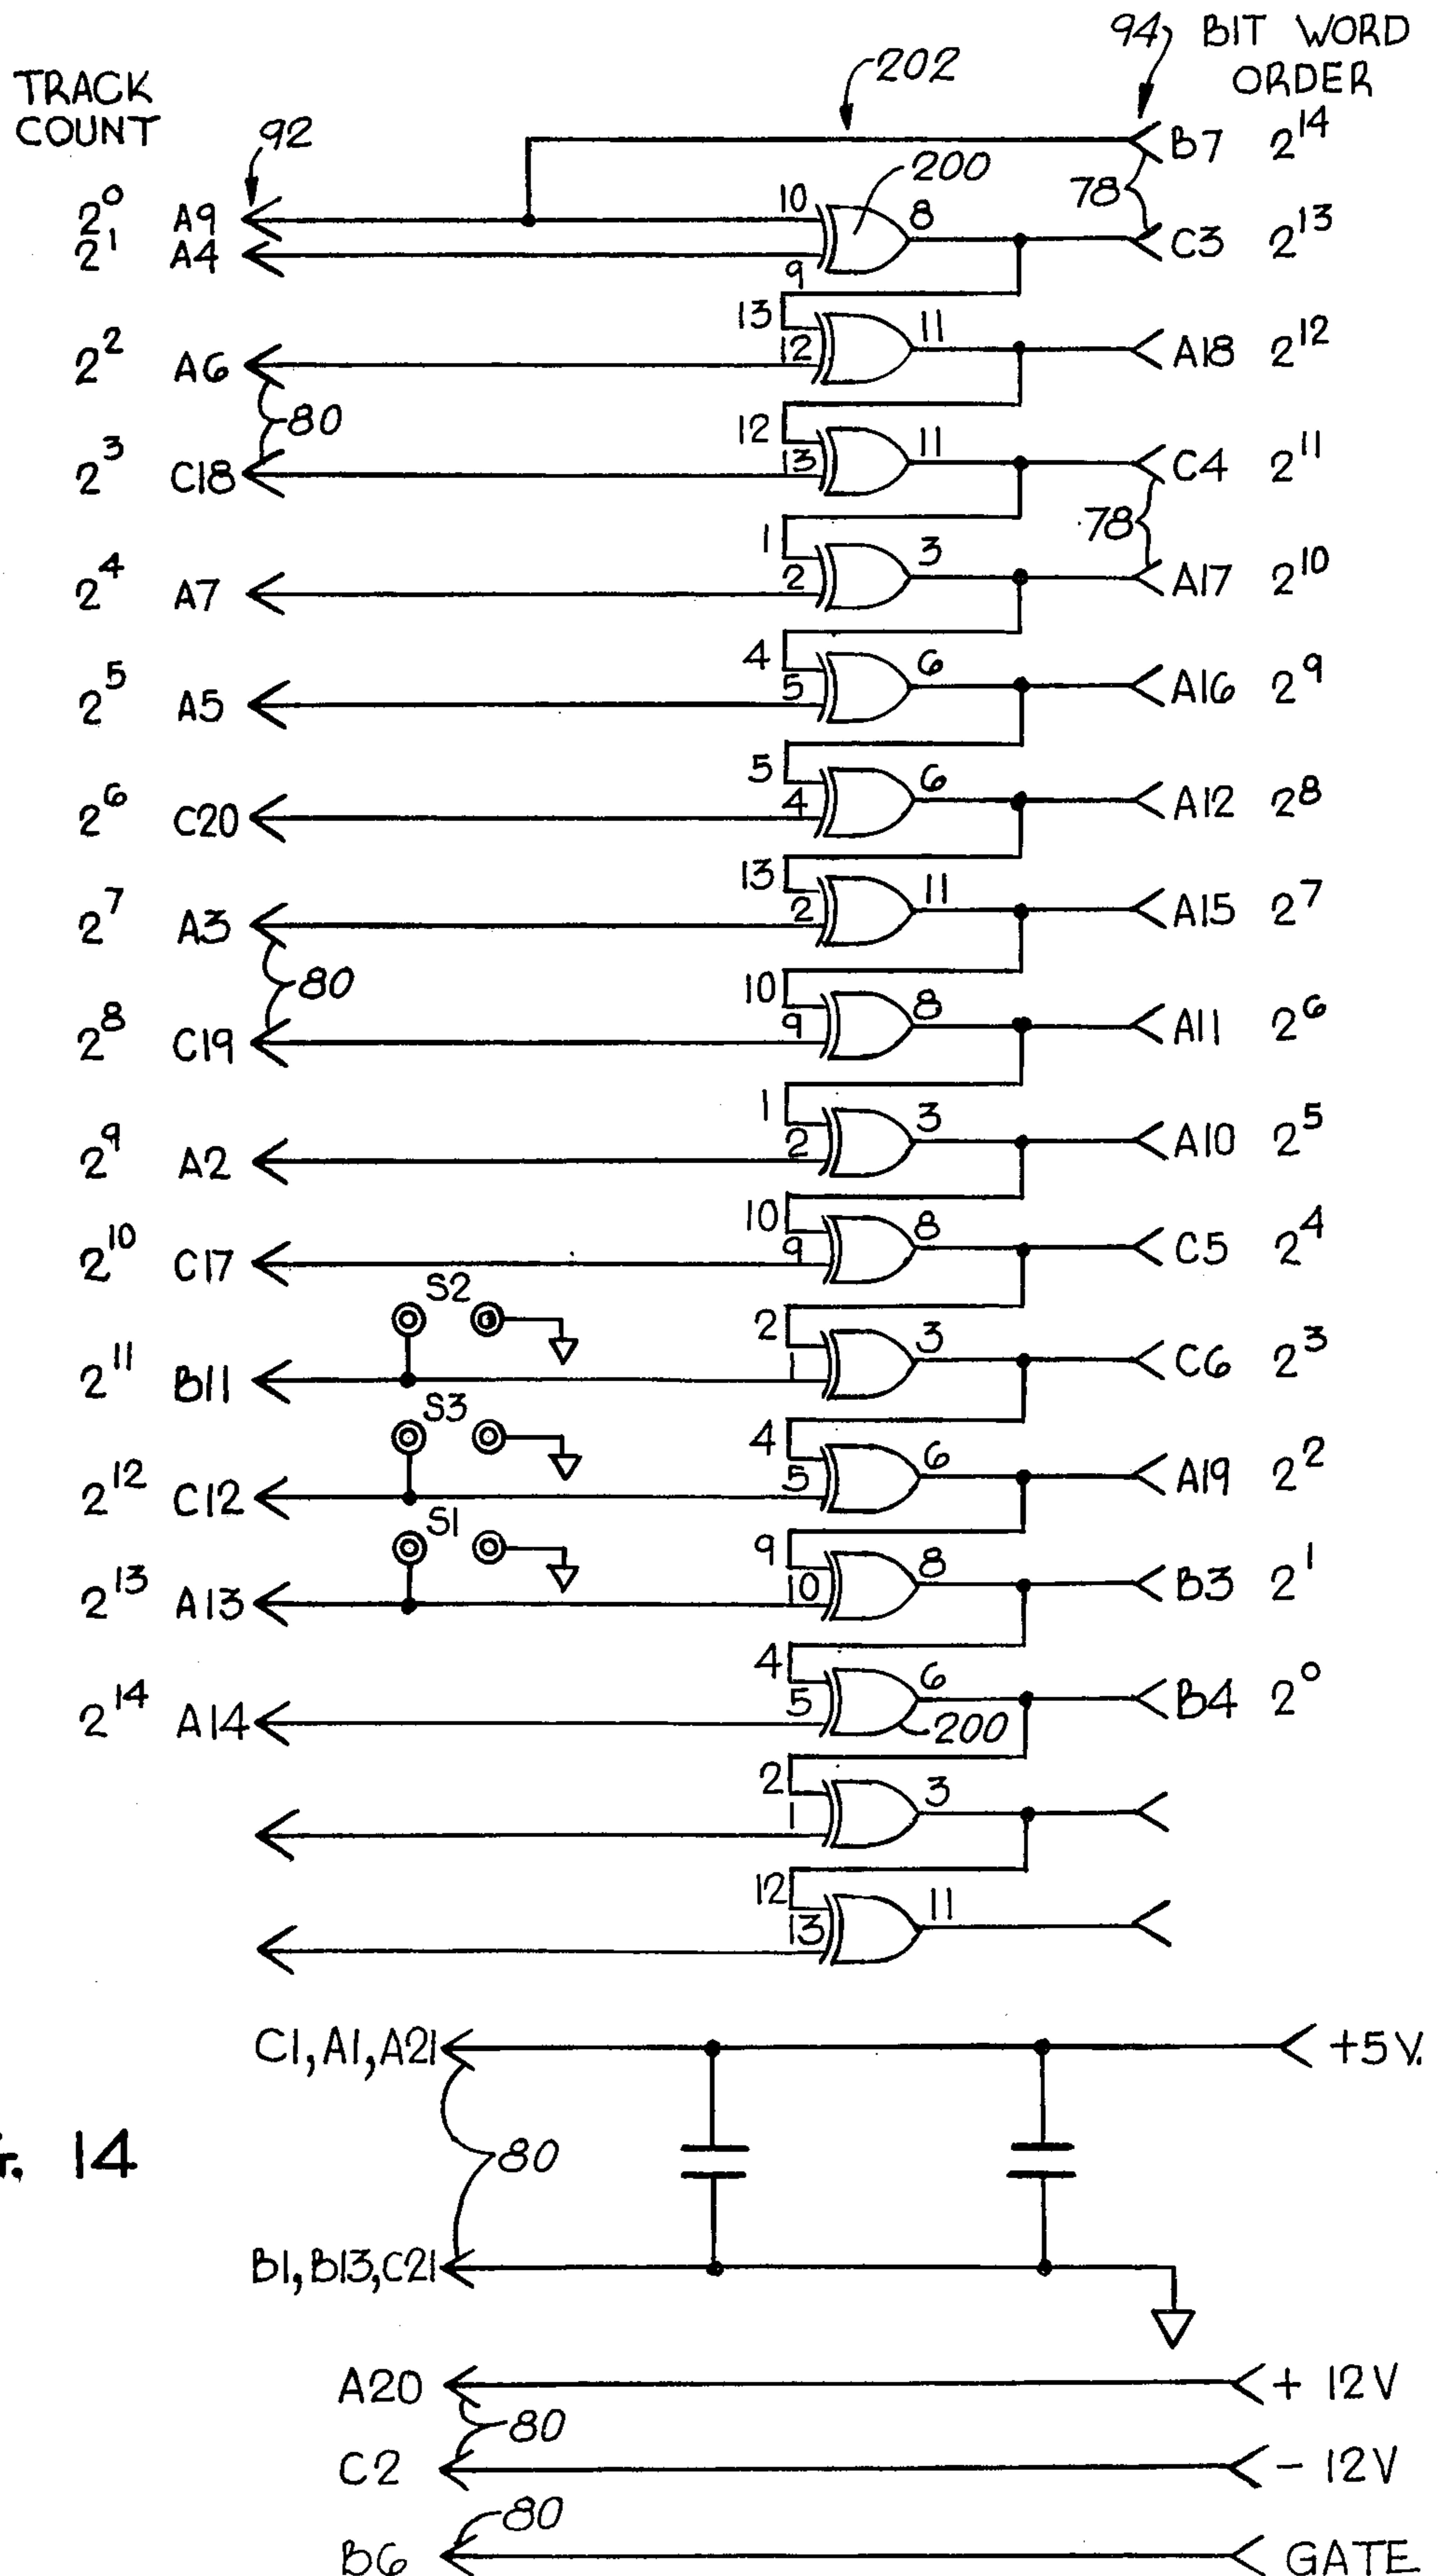 94 BIT WORD
ORDER
TRACK
COUNT
202
92
B7 2^14
200
78
2^0 A9 10 8
2^1 A4 9 C3 2^13
13 11
2^2 A6 12 A18 2^12
80
12 11
2^3 C18 13 C4 2^11
78
1 3
2^4 A7 2 A17 2^10
4 6
2^5 A5 5 A16 2^9
5 6
2^6 C20 4 A12 2^8
13 11
2^7 A3 2 A15 2^7
80
10 8
2^8 C19 9 A11 2^6
1 3
2^9 A2 2 A10 2^5
10 8
2^10 C17 9 C5 2^4
S2
2 3
2^11 B11 1 C6 2^3
S3
4 6
2^12 C12 5 A19 2^2
S1
9 8
2^13 A13 10 B3 2^1
4 6
2^14 A14 5 B4 2^0
200
2 3
1
12 11
13
C1, A1, A21 +5V.
80
14
B1, B13, C21
A20 + 12V
80
C2 - 12V
80
B6 GATE